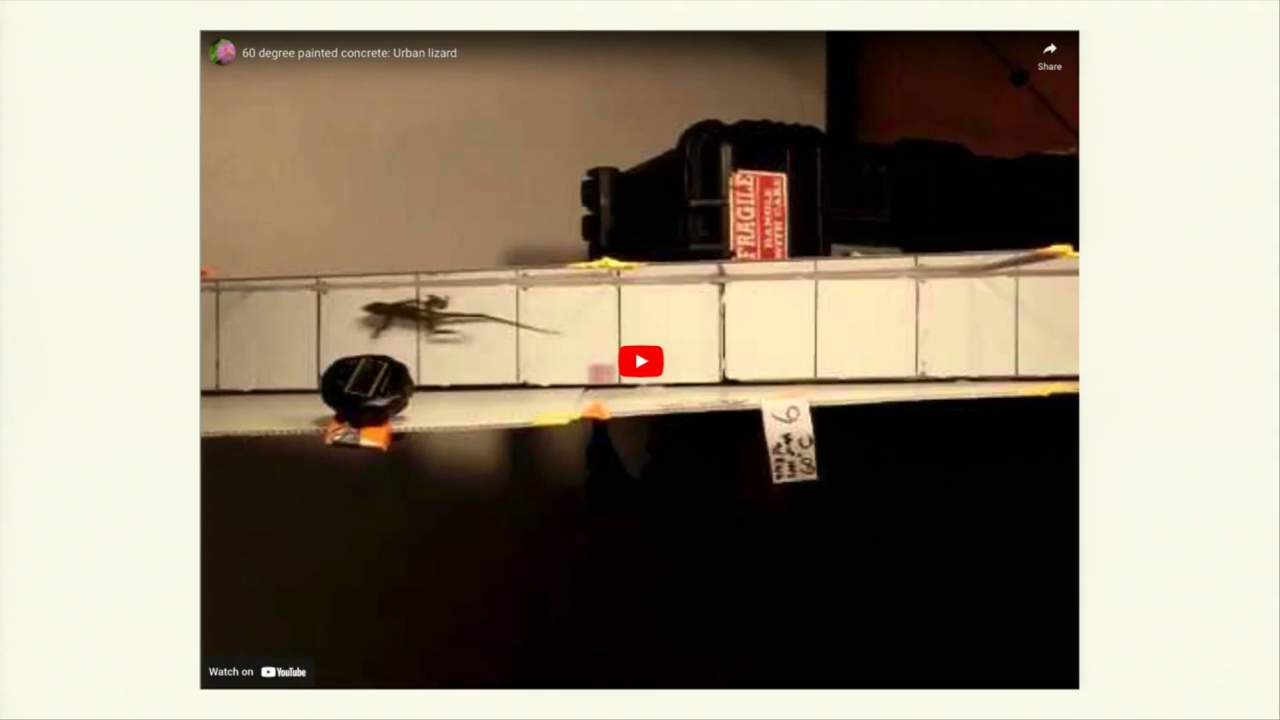 60 degree painted concrete: Urban lizard
Share
FRAGILE
HANDLE
WITH CARE
6
60°C
Watch on YouTube